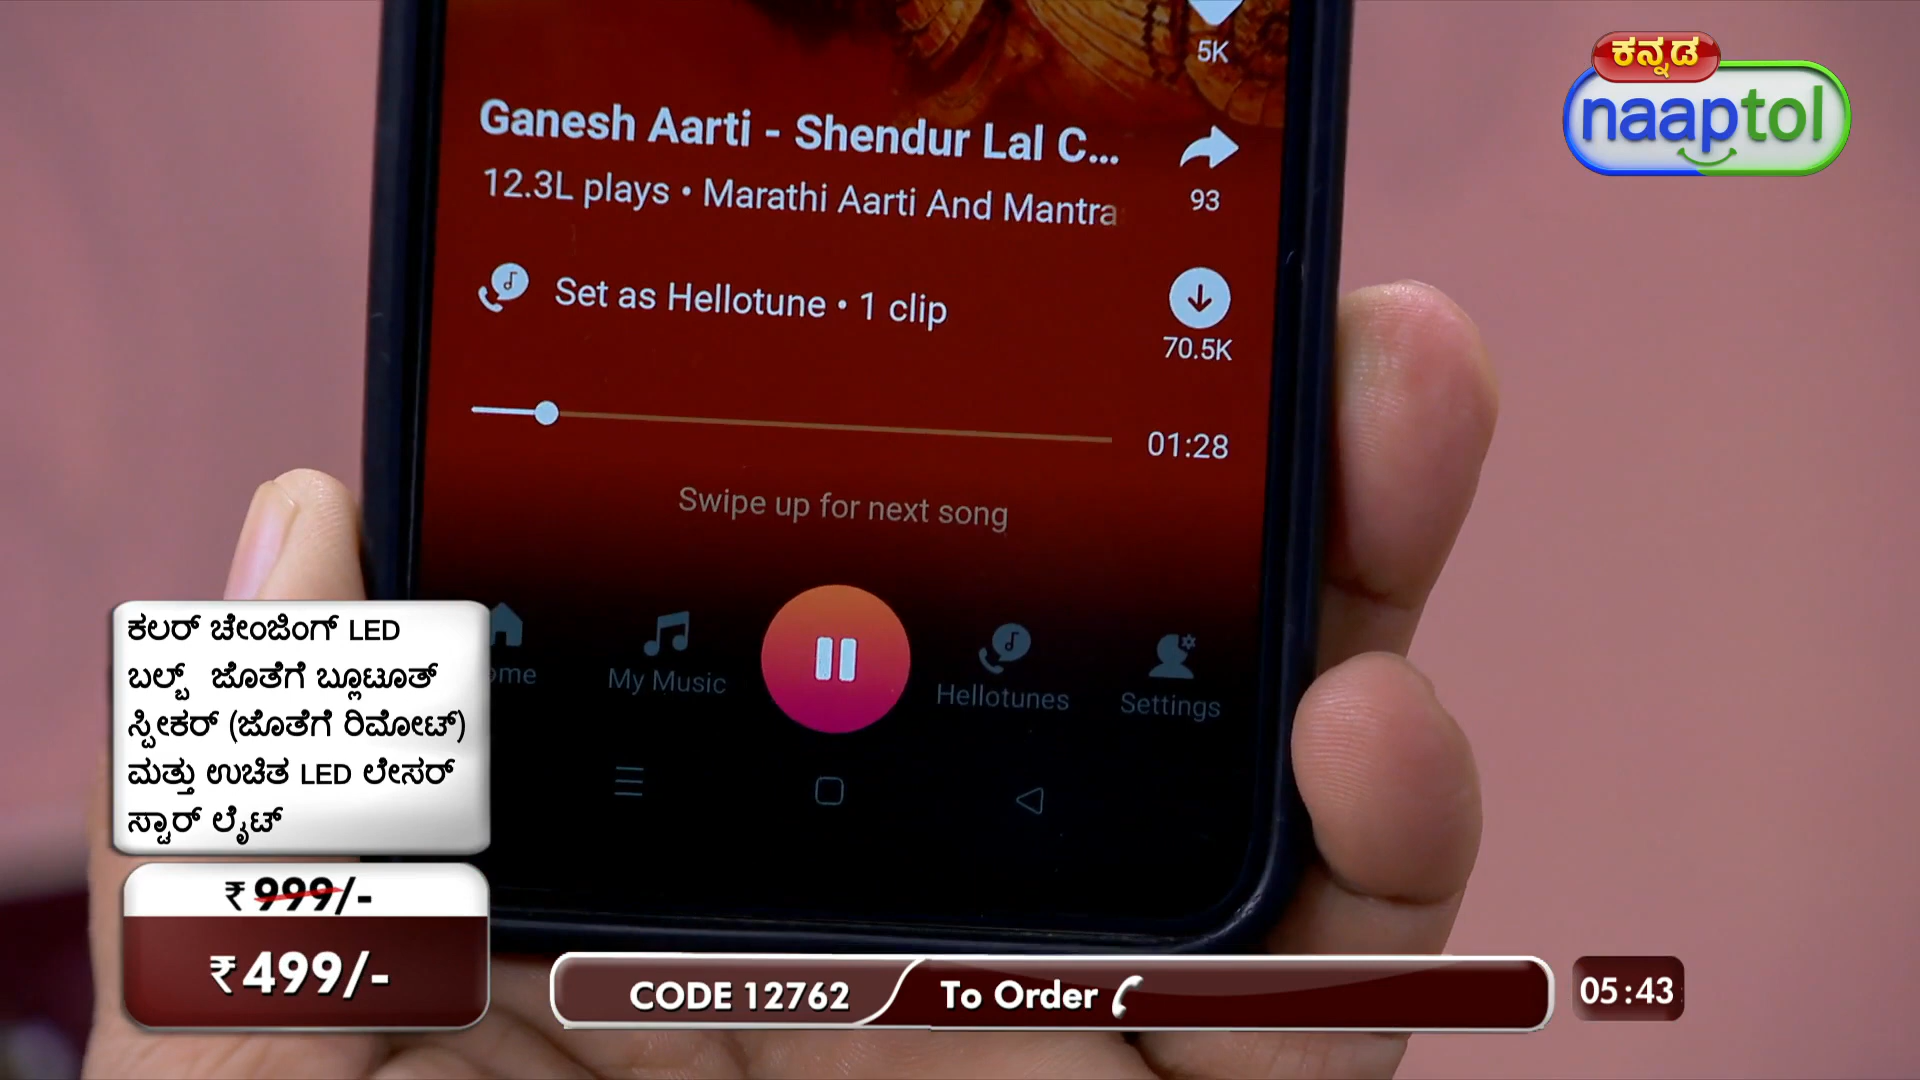 5K
ಕನ್ನಡ
naaptol
Ganesh Aarti - Shendur Lal C...
93
12.3L plays • Marathi Aarti And Mantra
Set as Hellotune • 1 clip
70.5K
01:28
Swipe up for next song
My Music
Hellotunes
Settings
ಕಲರ್ ಚೇಂಜಿಂಗ್ LED
ಬಲ್ಬ್ ಜೊತೆಗೆ ಬ್ಲೂಟೂತ್
ಸ್ಪೀಕರ್ (ಜೊತೆಗೆ ರಿಮೋಟ್)
ಮತ್ತು ಉಚಿತ LED ಲೇಸರ್
ಸ್ಟಾರ್ ಲೈಟ್
₹ 999/-
₹499/-
CODE 12762
To Order
05:43